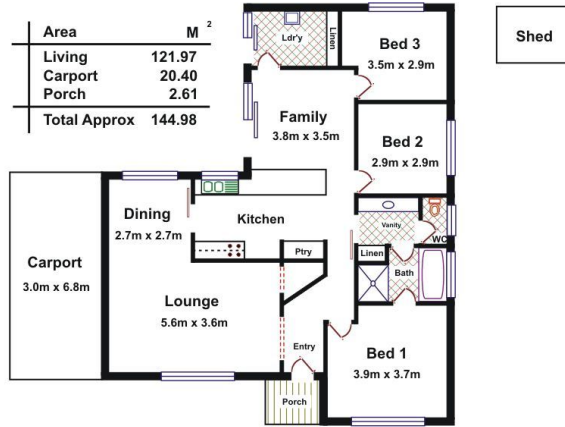 Area M 2
Living 121.97
Carport 20.40
Porch 2.61
Total Approx 144.98
Ldr'y
Linen
Bed 3
3.5m x 2.9m
Shed
Family
3.8m x 3.5m
Bed 2
2.9m x 2.9m
Dining
2.7m x 2.7m
Kitchen
Vanity
WC
Carport
3.0m x 6.8m
Ptry
Linen
Bath
Lounge
5.6m x 3.6m
Entry
Bed 1
3.9m x 3.7m
Porch